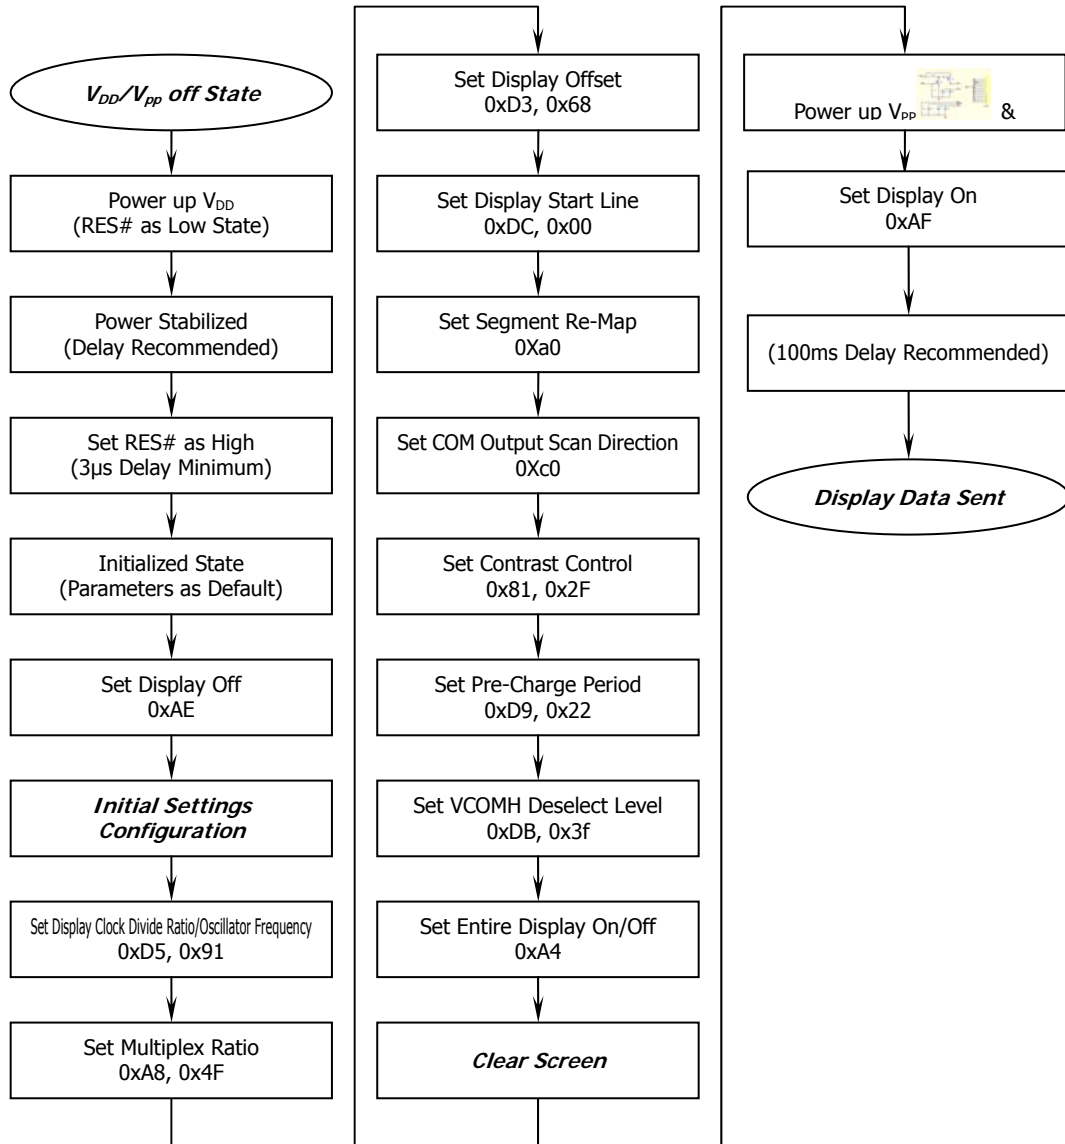 V_DD/V_pp off State
Power up V_DD
(RES# as Low State)
Power Stabilized
(Delay Recommended)
Set RES# as High
(3µs Delay Minimum)
Initialized State
(Parameters as Default)
Set Display Off
0xAE
Initial Settings
Configuration
Set Display Clock Divide Ratio/Oscillator Frequency
0xD5, 0x91
Set Multiplex Ratio
0xA8, 0x4F
Set Display Offset
0xD3, 0x68
Set Display Start Line
0xDC, 0x00
Set Segment Re-Map
0Xa0
Set COM Output Scan Direction
0Xc0
Set Contrast Control
0x81, 0x2F
Set Pre-Charge Period
0xD9, 0x22
Set VCOMH Deselect Level
0xDB, 0x3f
Set Entire Display On/Off
0xA4
Clear Screen
Power up V_PP &
Set Display On
0xAF
(100ms Delay Recommended)
Display Data Sent